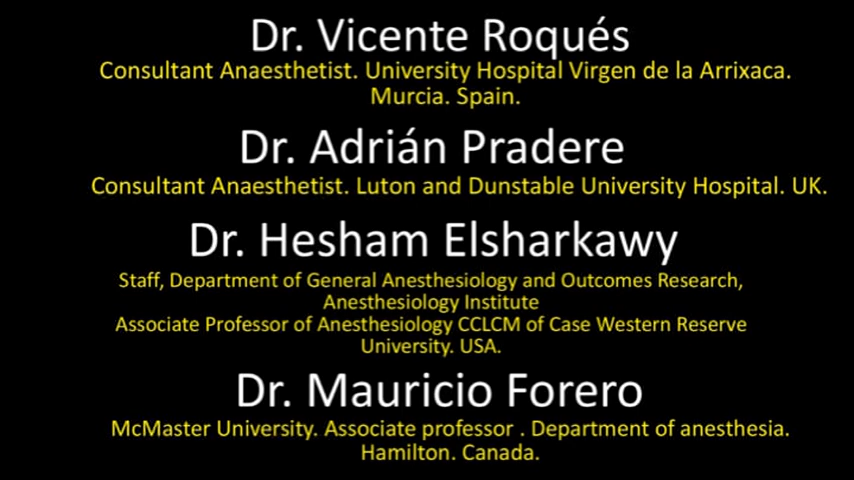 Dr. Vicente Roqués
Consultant Anaesthetist. University Hospital Virgen de la Arrixaca.
Murcia. Spain.
Dr. Adrián Pradere
Consultant Anaesthetist. Luton and Dunstable University Hospital. UK.
Dr. Hesham Elsharkawy
Staff, Department of General Anesthesiology and Outcomes Research,
Anesthesiology Institute
Associate Professor of Anesthesiology CCLCM of Case Western Reserve
University. USA.
Dr. Mauricio Forero
McMaster University. Associate professor . Department of anesthesia.
Hamilton. Canada.